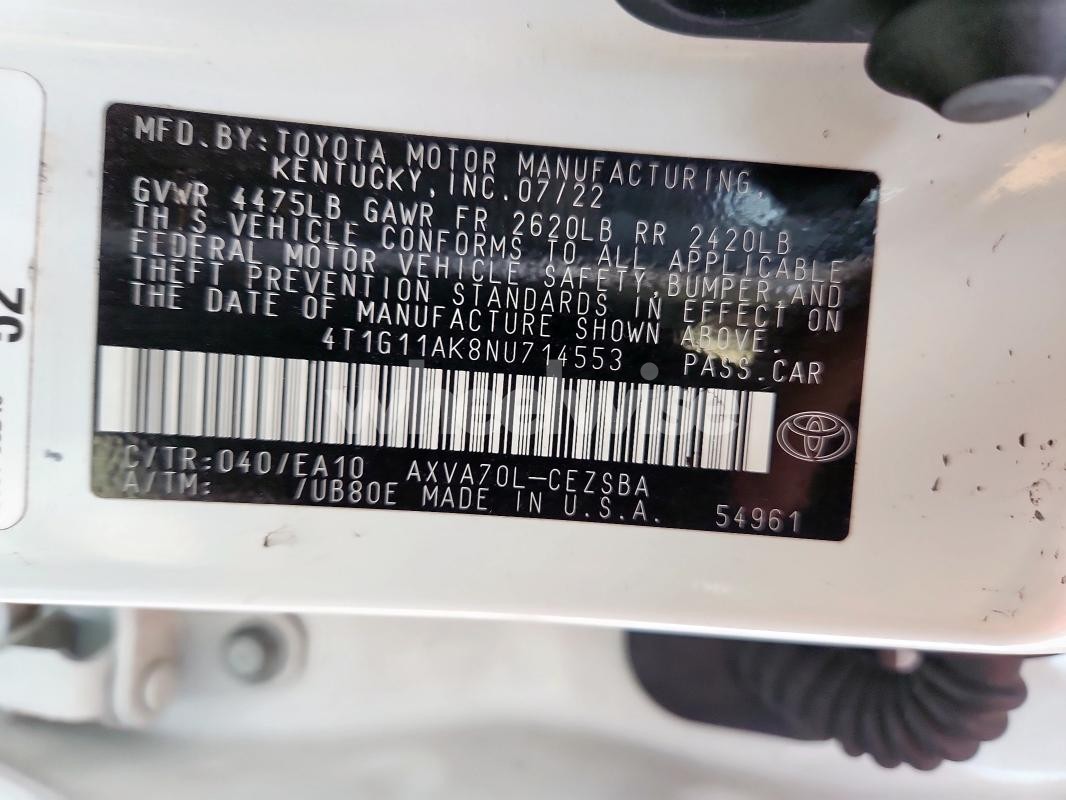 MFD.BY:TOYOTA MOTOR MANUFACTURING,
KENTUCKY,INC.07/22
GVWR 4475LB GAWR FR 2620LB RR 2420LB
THIS VEHICLE CONFORMS TO ALL APPLICABLE
FEDERAL MOTOR VEHICLE SAFETY,BUMPER,AND
THEFT PREVENTION STANDARDS IN EFFECT ON
THE DATE OF MANUFACTURE SHOWN ABOVE.
4T1G11AK8NU714553 PASS.CAR
wheelwise
C/TR:040/EA10 AXVA70L-CEZSBA
A/TM: /UB80E MADE IN U.S.A. 54961